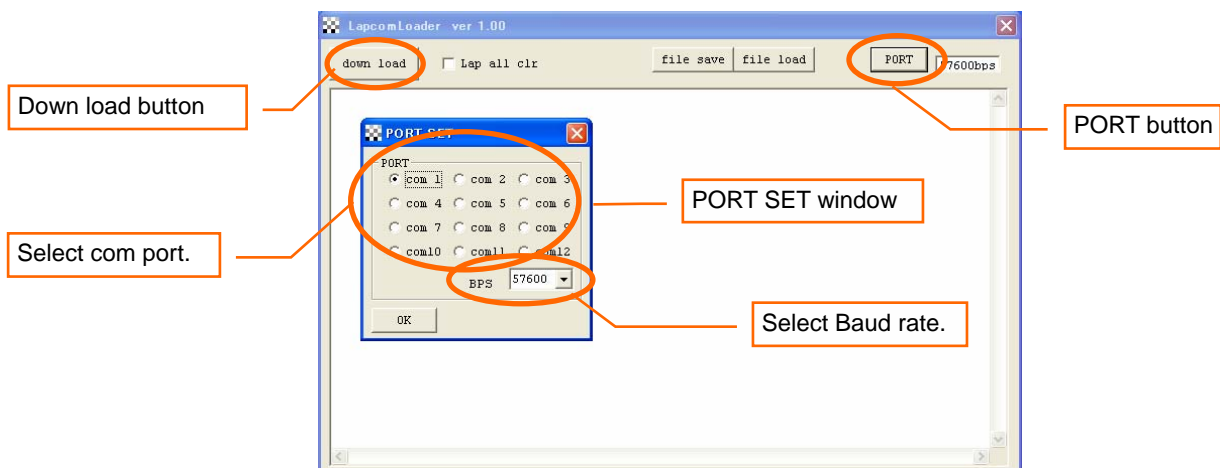 LapcomLoader ver 1.00
down load
Lap all clr
file save
file load
PORT
57600bps
Down load button
PORT button
PORT SET
PORT
com 1 com 2 com 3
com 4 com 5 com 6
com 7 com 8 com 9
com10 com11 com12
BPS 57600
OK
PORT SET window
Select com port.
Select Baud rate.